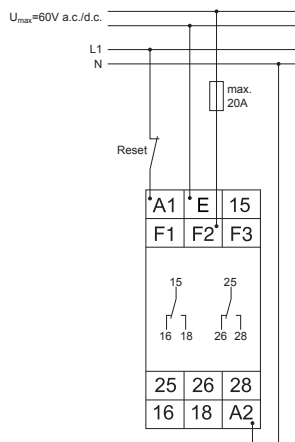 Umax=60V a.c./d.c.
L1
N
max.
20A
Reset
A1 E 15
F1 F2 F3
15 25
16 18 26 28
25 26 28
16 18 A2